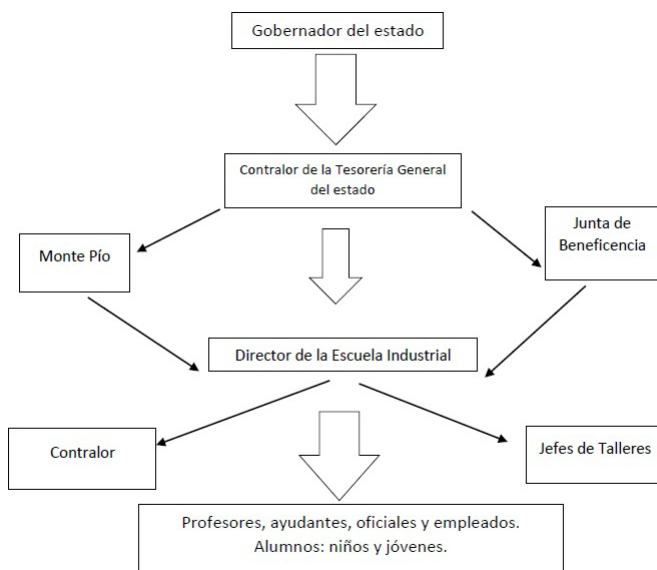 Gobernador del estado
Contralor de la Tesorería General
del estado
Monte Pío
Junta de
Beneficencia
Director de la Escuela Industrial
Contralor
Jefes de Talleres
Profesores, ayudantes, oficiales y empleados.
Alumnos: niños y jóvenes.